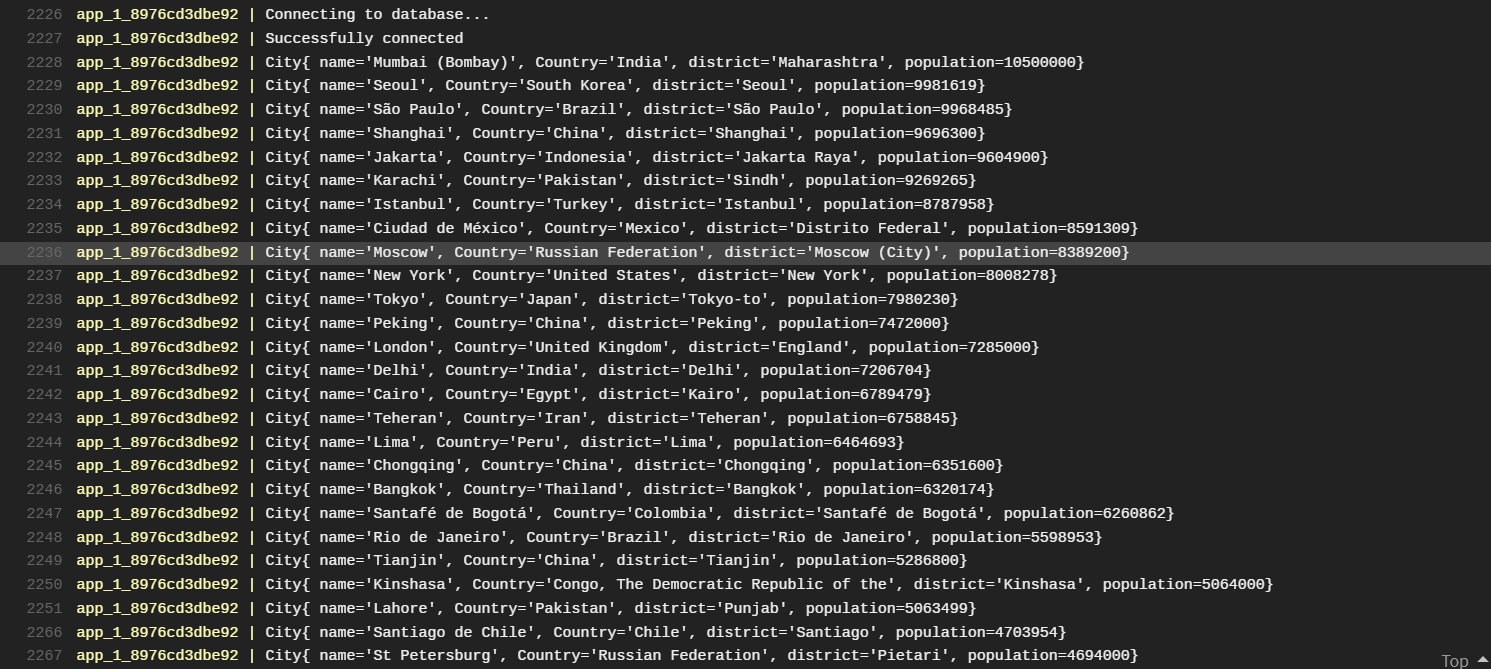 2226 app_1_8976cd3dbe92 | Connecting to database...
2227 app_1_8976cd3dbe92 | Successfully connected
2228 app_1_8976cd3dbe92 | City{ name='Mumbai (Bombay)', Country='India', district='Maharashtra', population=10500000}
2229 app_1_8976cd3dbe92 | City{ name='Seoul', Country='South Korea', district='Seoul', population=9981619}
2230 app_1_8976cd3dbe92 | City{ name='São Paulo', Country='Brazil', district='São Paulo', population=9968485}
2231 app_1_8976cd3dbe92 | City{ name='Shanghai', Country='China', district='Shanghai', population=9696300}
2232 app_1_8976cd3dbe92 | City{ name='Jakarta', Country='Indonesia', district='Jakarta Raya', population=9604900}
2233 app_1_8976cd3dbe92 | City{ name='Karachi', Country='Pakistan', district='Sindh', population=9269265}
2234 app_1_8976cd3dbe92 | City{ name='Istanbul', Country='Turkey', district='Istanbul', population=8787958}
2235 app_1_8976cd3dbe92 | City{ name='Ciudad de México', Country='Mexico', district='Distrito Federal', population=8591309}
2236 app_1_8976cd3dbe92 | City{ name='Moscow', Country='Russian Federation', district='Moscow (City)', population=8389200}
2237 app_1_8976cd3dbe92 | City{ name='New York', Country='United States', district='New York', population=8008278}
2238 app_1_8976cd3dbe92 | City{ name='Tokyo', Country='Japan', district='Tokyo-to', population=7980230}
2239 app_1_8976cd3dbe92 | City{ name='Peking', Country='China', district='Peking', population=7472000}
2240 app_1_8976cd3dbe92 | City{ name='London', Country='United Kingdom', district='England', population=7285000}
2241 app_1_8976cd3dbe92 | City{ name='Delhi', Country='India', district='Delhi', population=7206704}
2242 app_1_8976cd3dbe92 | City{ name='Cairo', Country='Egypt', district='Kairo', population=6789479}
2243 app_1_8976cd3dbe92 | City{ name='Teheran', Country='Iran', district='Teheran', population=6758845}
2244 app_1_8976cd3dbe92 | City{ name='Lima', Country='Peru', district='Lima', population=6464693}
2245 app_1_8976cd3dbe92 | City{ name='Chongqing', Country='China', district='Chongqing', population=6351600}
2246 app_1_8976cd3dbe92 | City{ name='Bangkok', Country='Thailand', district='Bangkok', population=6320174}
2247 app_1_8976cd3dbe92 | City{ name='Santafé de Bogotá', Country='Colombia', district='Santafé de Bogotá', population=6260862}
2248 app_1_8976cd3dbe92 | City{ name='Rio de Janeiro', Country='Brazil', district='Rio de Janeiro', population=5598953}
2249 app_1_8976cd3dbe92 | City{ name='Tianjin', Country='China', district='Tianjin', population=5286800}
2250 app_1_8976cd3dbe92 | City{ name='Kinshasa', Country='Congo, The Democratic Republic of the', district='Kinshasa', population=5064000}
2251 app_1_8976cd3dbe92 | City{ name='Lahore', Country='Pakistan', district='Punjab', population=5063499}
2266 app_1_8976cd3dbe92 | City{ name='Santiago de Chile', Country='Chile', district='Santiago', population=4703954}
2267 app_1_8976cd3dbe92 | City{ name='St Petersburg', Country='Russian Federation', district='Pietari', population=4694000}
Top